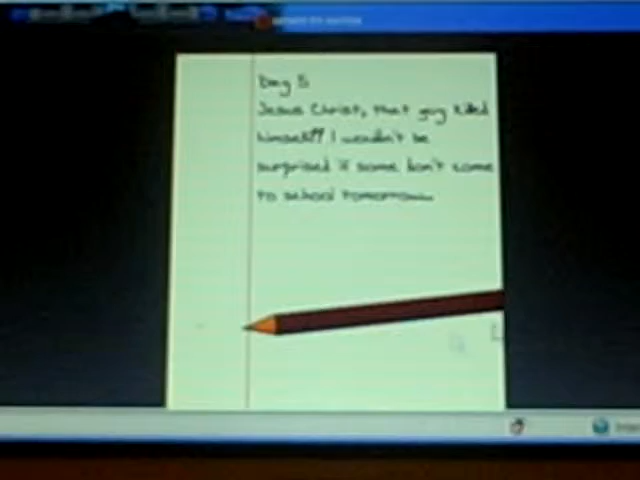 Day 5
Jesus Christ, that guy killed
himself?! I wouldn't be
surprised if some don't come
to school tomorrow...